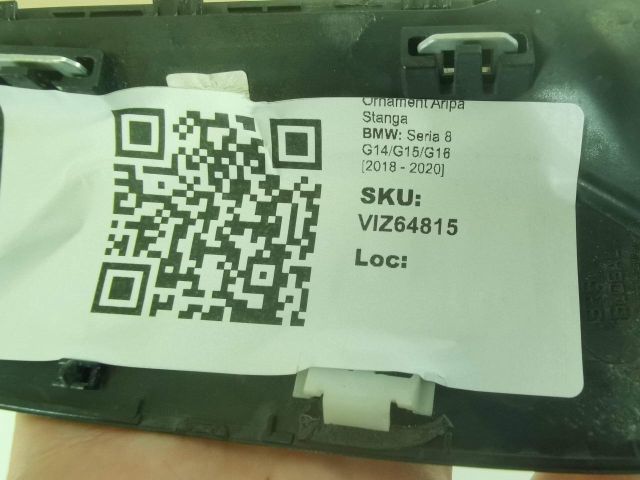 Ornament Aripa
Stanga
BMW: Seria 8
G14/G15/G16
[2018 - 2020]
SKU:
VIZ64815
Loc: